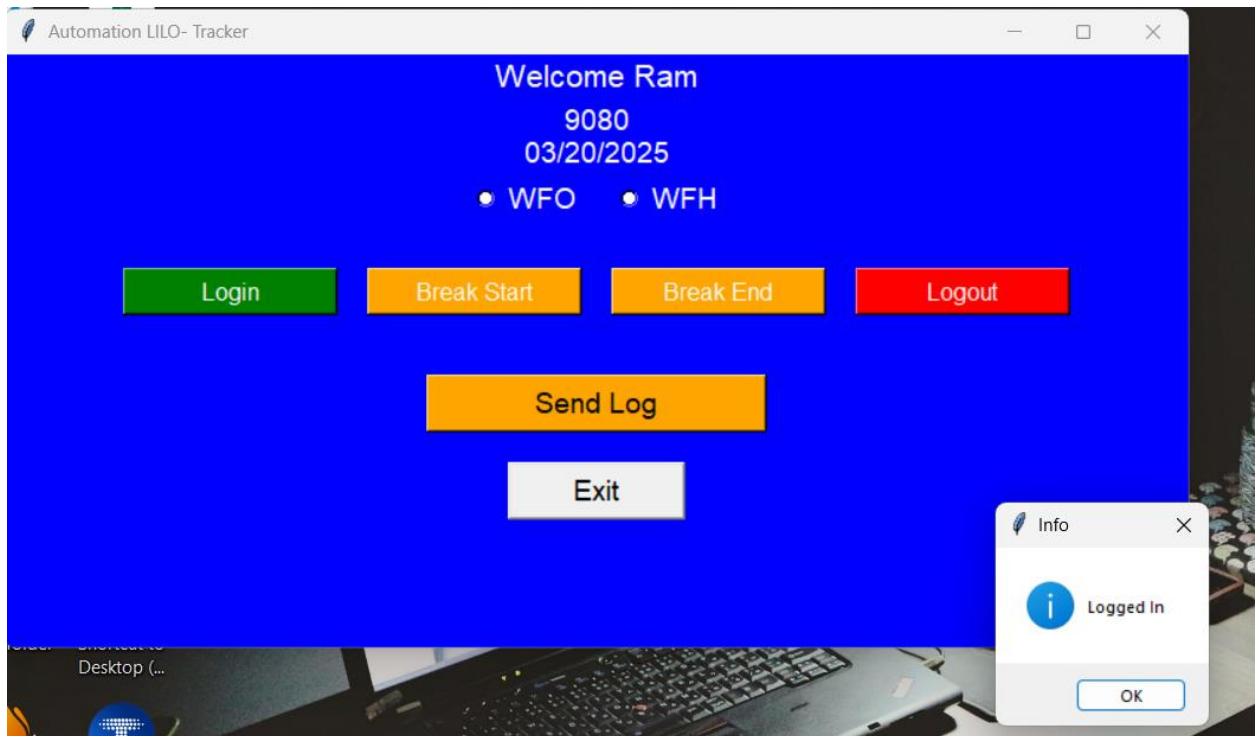 Automation LILO- Tracker
Welcome Ram
9080
03/20/2025
WFO WFH
Login Break Start Break End Logout
Send Log
Exit
Info
Logged In
OK
Desktop (...